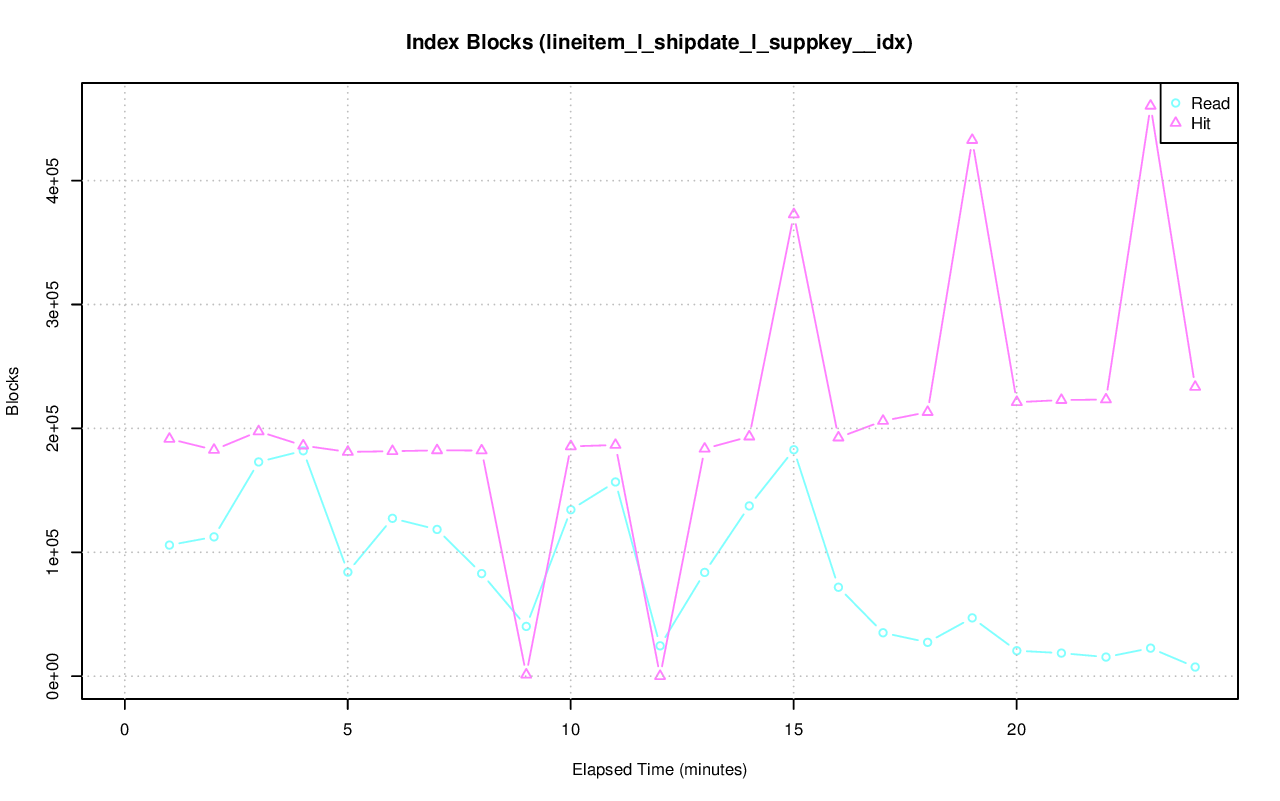 Index Blocks (lineitem_l_shipdate_l_suppkey__idx)
Read
Hit
Blocks
4e+05
3e+05
2e+05
1e+05
0e+00
0 5 10 15 20
Elapsed Time (minutes)